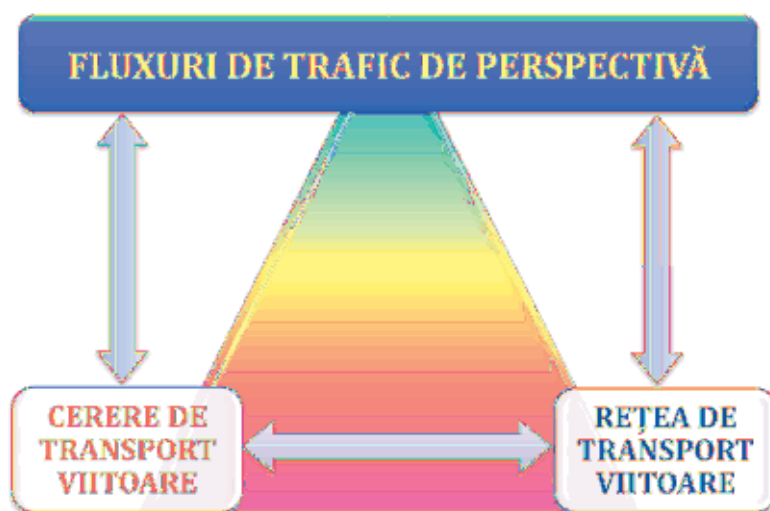 FLUXURI DE TRAFIC DE PERSPECTIVĂ
CERERE DE
TRANSPORT
VIITOARE
REȚEA DE
TRANSPORT
VIITOARE